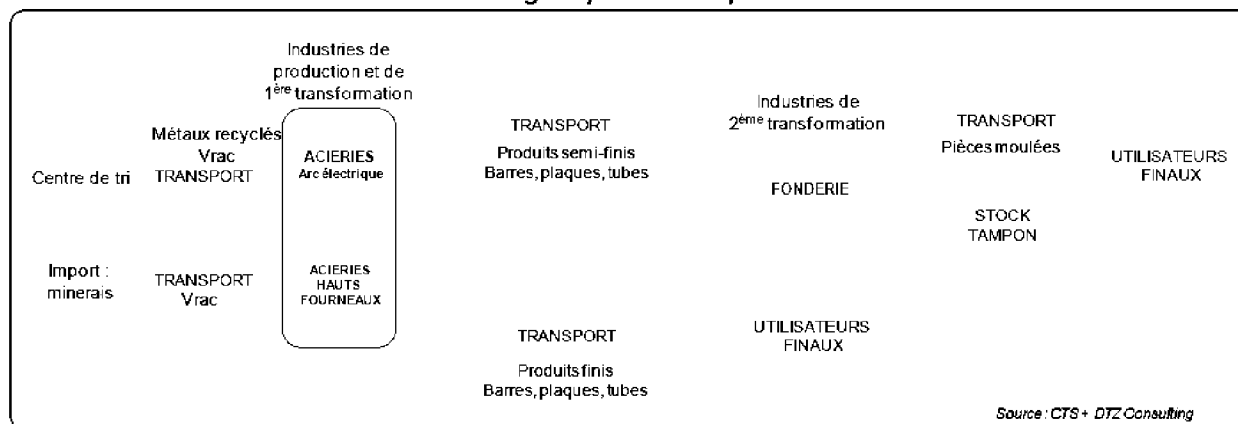 Industries de
production et de
1ère transformation
Métaux recyclés
Vrac
TRANSPORT
Centre de tri
ACIERIES
Arc électrique
Import :
minerais
TRANSPORT
Vrac
ACIERIES
HAUTS
FOURNEAUX
TRANSPORT
Produits semi-finis
Barres, plaques, tubes
TRANSPORT
Produits finis
Barres, plaques, tubes
Industries de
2ème transformation
FONDERIE
UTILISATEURS
FINAUX
TRANSPORT
Pièces moulées
STOCK
TAMPON
UTILISATEURS
FINAUX
Source : CTS + DTZ Consulting